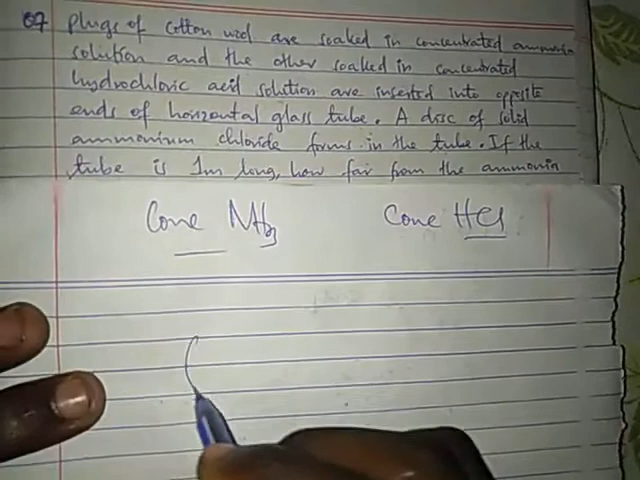 Q7 plugs of cotton wool are soaked in concentrated ammonia
solution and the other soaked in concentrated
hydrochloric acid solution are inserted into opposite
ends of horizontal glass tube. A disc of solid
ammonium chloride forms in the tube. If the
tube is 1m long, how far from the ammonia
Conc NH3 Conc HCl